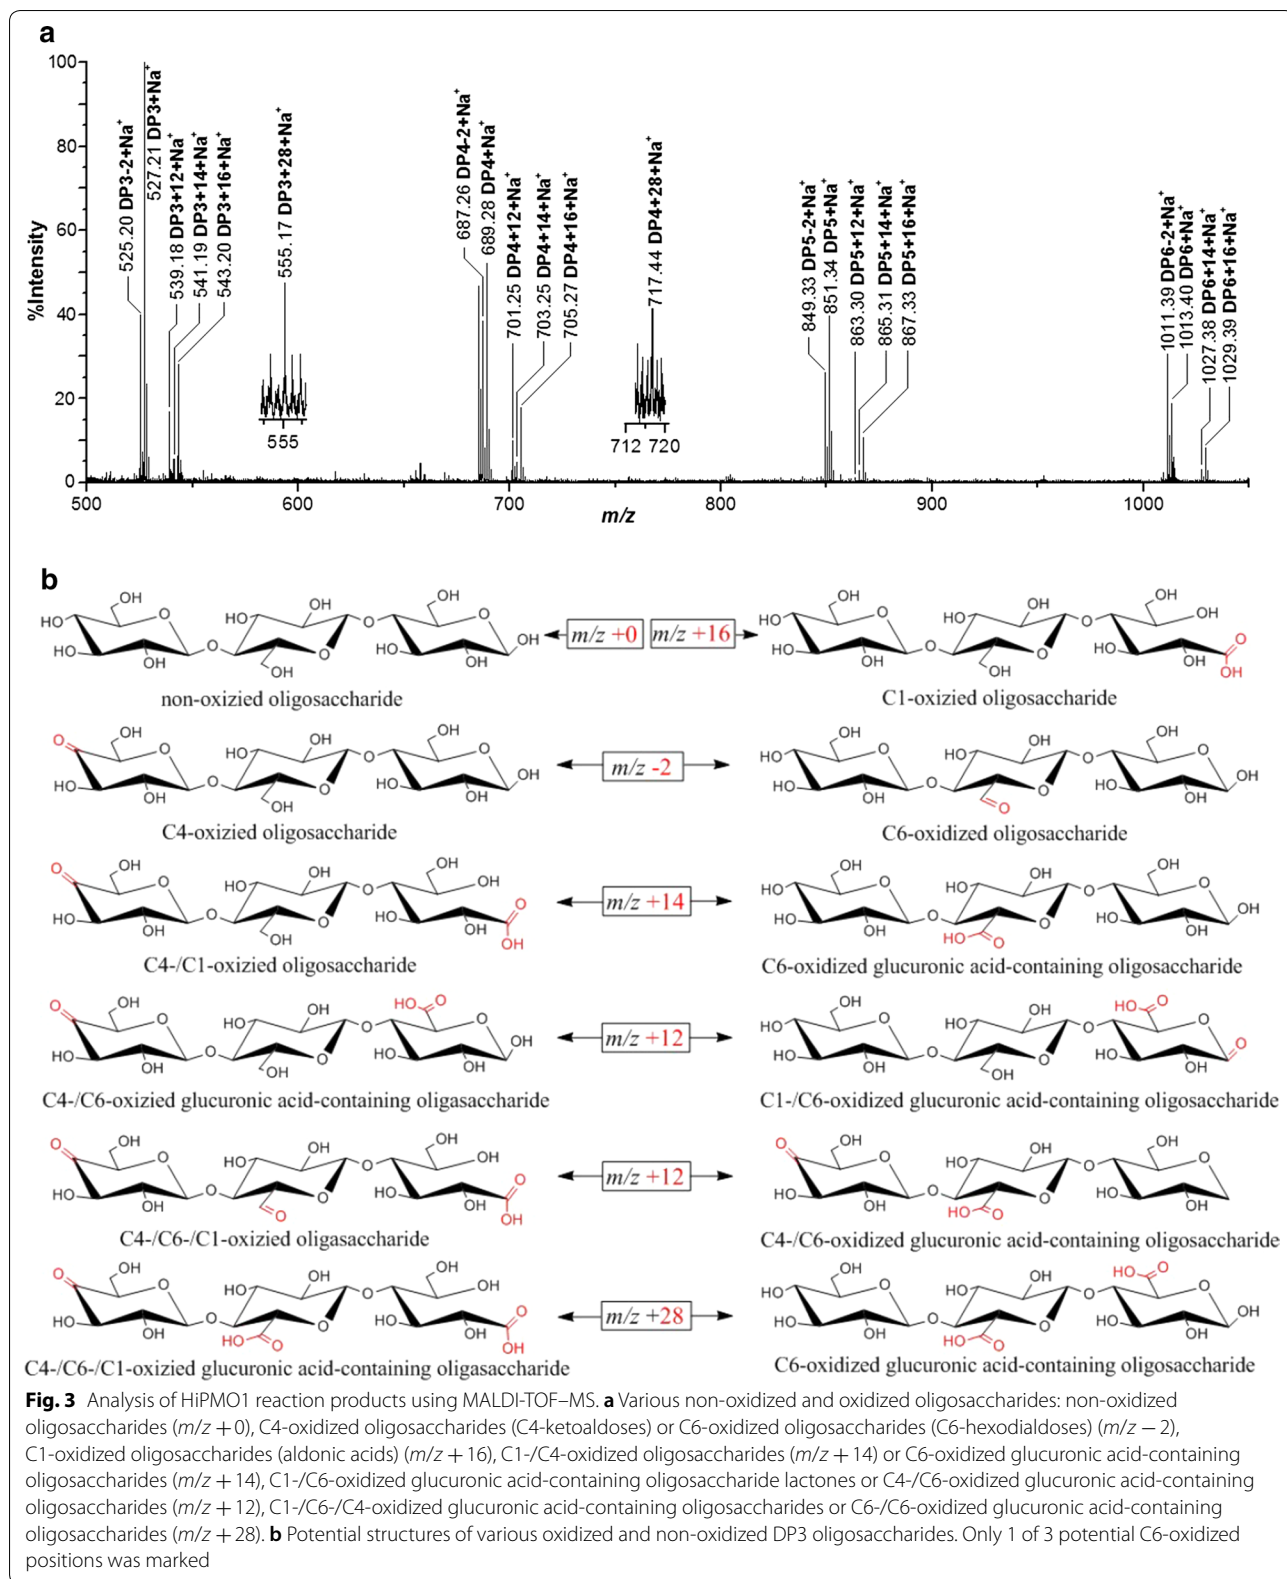 a
100
80
60
40
20
0
%Intensity
525.20 DP3-2+Na+
527.21 DP3+Na+
539.18 DP3+12+Na+
541.19 DP3+14+Na+
543.20 DP3+16+Na+
555.17 DP3+28+Na+
687.26 DP4-2+Na+
689.28 DP4+Na+
701.25 DP4+12+Na+
703.25 DP4+14+Na+
705.27 DP4+16+Na+
717.44 DP4+28+Na+
849.33 DP5-2+Na+
851.34 DP5+Na+
863.30 DP5+12+Na+
865.31 DP5+14+Na+
867.33 DP5+16+Na+
1011.39 DP6-2+Na+
1013.40 DP6+Na+
1027.38 DP6+14+Na+
1029.39 DP6+16+Na+
555
712 720
500 600 700 800 900 1000
m/z
b
m/z +0 m/z +16
non-oxizied oligosaccharide
C1-oxizied oligosaccharide
m/z -2
C4-oxizied oligosaccharide
C6-oxidized oligosaccharide
m/z +14
C4-/C1-oxizied oligosaccharide
C6-oxidized glucuronic acid-containing oligosaccharide
m/z +12
C4-/C6-oxizied glucuronic acid-containing oligasaccharide
C1-/C6-oxidized glucuronic acid-containing oligosaccharide
m/z +12
C4-/C6-/C1-oxizied oligasaccharide
C4-/C6-oxidized glucuronic acid-containing oligosaccharide
m/z +28
C4-/C6-/C1-oxizied glucuronic acid-containing oligasaccharide
C6-oxidized glucuronic acid-containing oligosaccharide
Fig. 3 Analysis of HiPMO1 reaction products using MALDI-TOF–MS. a Various non-oxidized and oxidized oligosaccharides: non-oxidized
oligosaccharides (m/z + 0), C4-oxidized oligosaccharides (C4-ketoaldoses) or C6-oxidized oligosaccharides (C6-hexodialdoses) (m/z − 2),
C1-oxidized oligosaccharides (aldonic acids) (m/z + 16), C1-/C4-oxidized oligosaccharides (m/z + 14) or C6-oxidized glucuronic acid-containing
oligosaccharides (m/z + 14), C1-/C6-oxidized glucuronic acid-containing oligosaccharide lactones or C4-/C6-oxidized glucuronic acid-containing
oligosaccharides (m/z + 12), C1-/C6-/C4-oxidized glucuronic acid-containing oligosaccharides or C6-/C6-oxidized glucuronic acid-containing
oligosaccharides (m/z + 28). b Potential structures of various oxidized and non-oxidized DP3 oligosaccharides. Only 1 of 3 potential C6-oxidized
positions was marked